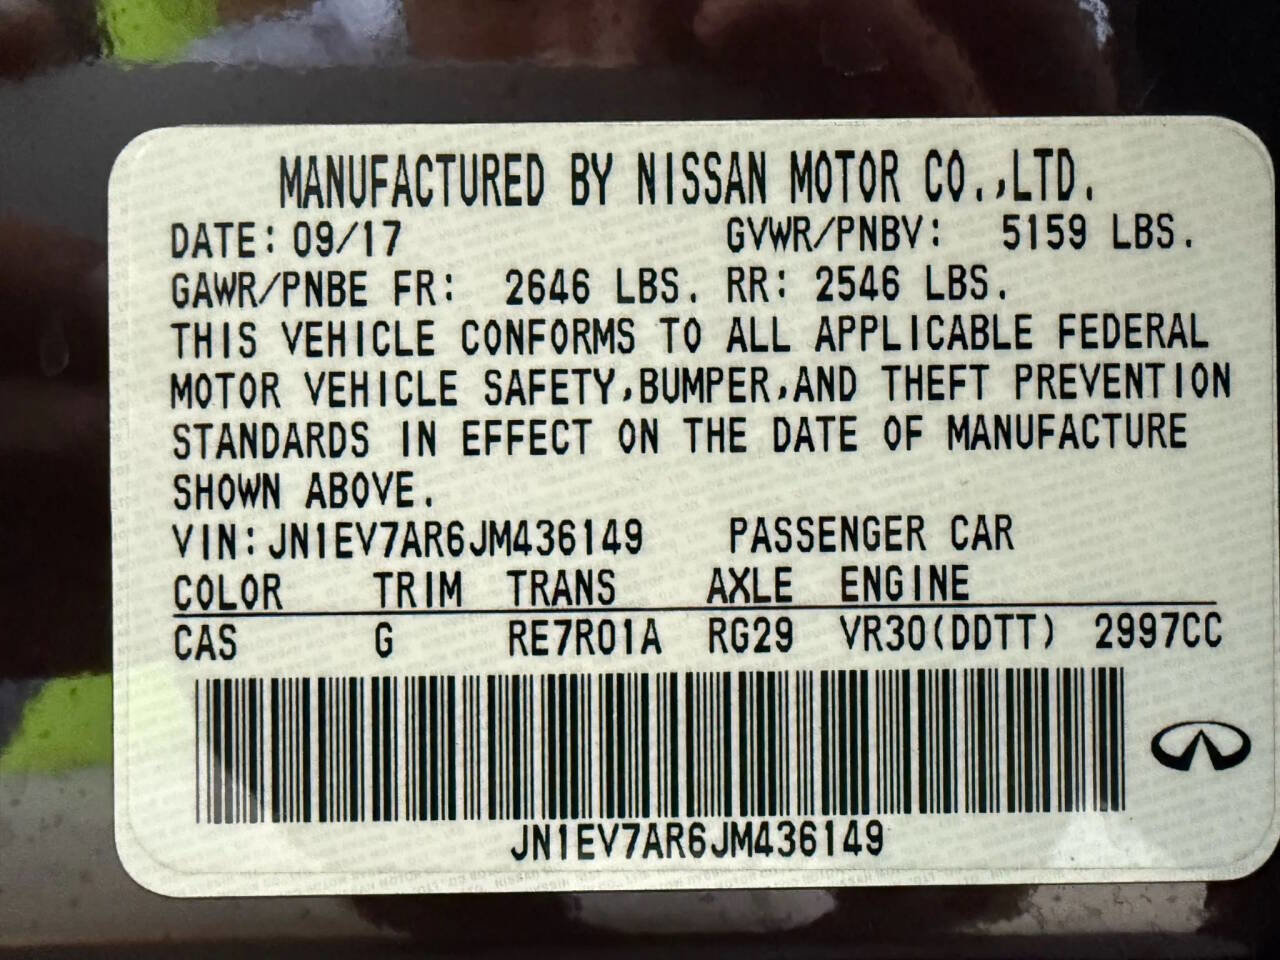 MANUFACTURED BY NISSAN MOTOR CO.,LTD.
DATE: 09/17 GVWR/PNBV: 5159 LBS.
GAWR/PNBE FR: 2646 LBS. RR: 2546 LBS.
THIS VEHICLE CONFORMS TO ALL APPLICABLE FEDERAL
MOTOR VEHICLE SAFETY,BUMPER,AND THEFT PREVENTION
STANDARDS IN EFFECT ON THE DATE OF MANUFACTURE
SHOWN ABOVE.
VIN:JN1EV7AR6JM436149 PASSENGER CAR
COLOR TRIM TRANS AXLE ENGINE
CAS G RE7R01A RG29 VR30(DDTT) 2997CC
JN1EV7AR6JM436149